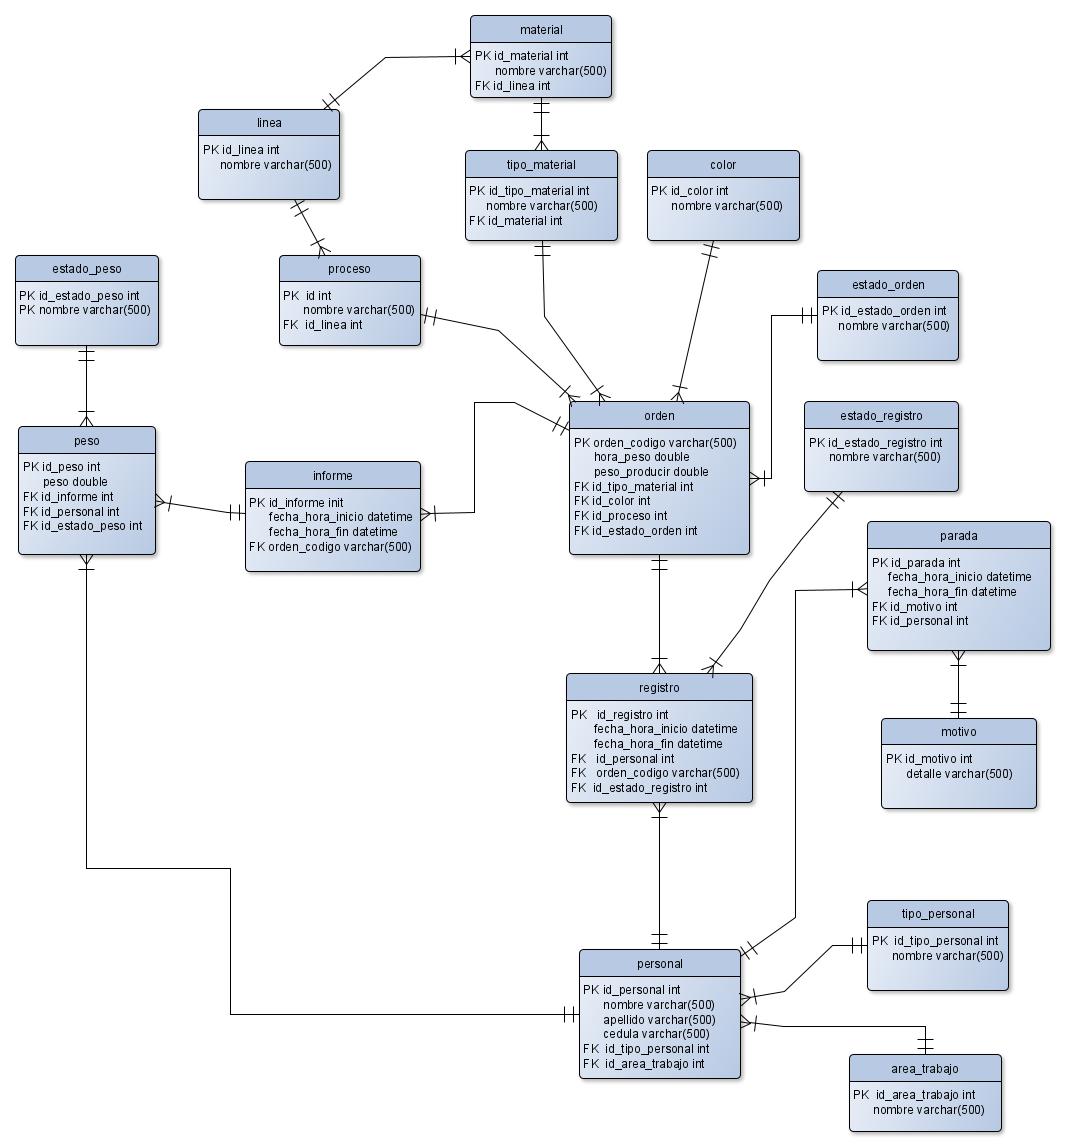 material
PK id_material int
nombre varchar(500)
FK id_linea int
linea
PK id_linea int
nombre varchar(500)
tipo_material
PK id_tipo_material int
nombre varchar(500)
FK id_material int
color
PK id_color int
nombre varchar(500)
estado_peso
PK id_estado_peso int
PK nombre varchar(500)
proceso
PK id int
nombre varchar(500)
FK id_linea int
estado_orden
PK id_estado_orden int
nombre varchar(500)
orden
PK orden_codigo varchar(500)
hora_peso double
peso_producir double
FK id_tipo_material int
FK id_color int
FK id_proceso int
FK id_estado_orden int
estado_registro
PK id_estado_registro int
nombre varchar(500)
peso
PK id_peso int
peso double
FK id_informe int
FK id_personal int
FK id_estado_peso int
informe
PK id_informe init
fecha_hora_inicio datetime
fecha_hora_fin datetime
FK orden_codigo varchar(500)
parada
PK id_parada int
fecha_hora_inicio datetime
fecha_hora_fin datetime
FK id_motivo int
FK id_personal int
registro
PK id_registro int
fecha_hora_inicio datetime
fecha_hora_fin datetime
FK id_personal int
FK orden_codigo varchar(500)
FK id_estado_registro int
motivo
PK id_motivo int
detalle varchar(500)
tipo_personal
PK id_tipo_personal int
nombre varchar(500)
personal
PK id_personal int
nombre varchar(500)
apellido varchar(500)
cedula varchar(500)
FK id_tipo_personal int
FK id_area_trabajo int
area_trabajo
PK id_area_trabajo int
nombre varchar(500)